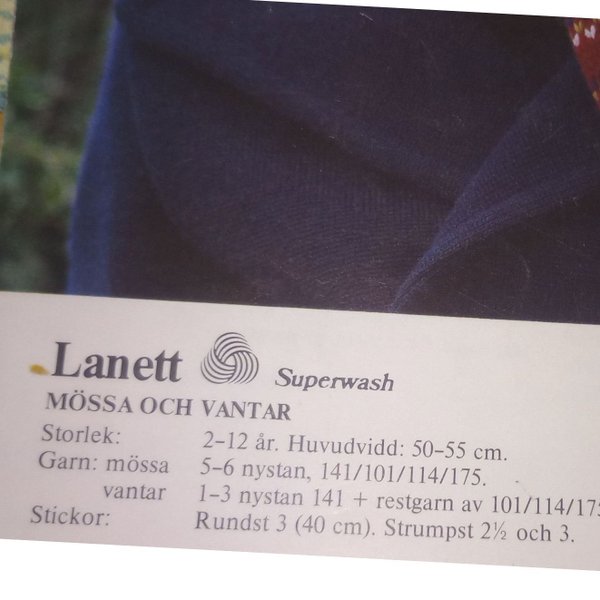 Lanett Superwash
MÖSSA OCH VANTAR
Storlek: 2–12 år. Huvudvidd: 50–55 cm.
Garn: mössa 5–6 nystan, 141/101/114/175.
vantar 1–3 nystan 141 + restgarn av 101/114/175
Stickor: Rundst 3 (40 cm). Strumpst 2½ och 3.